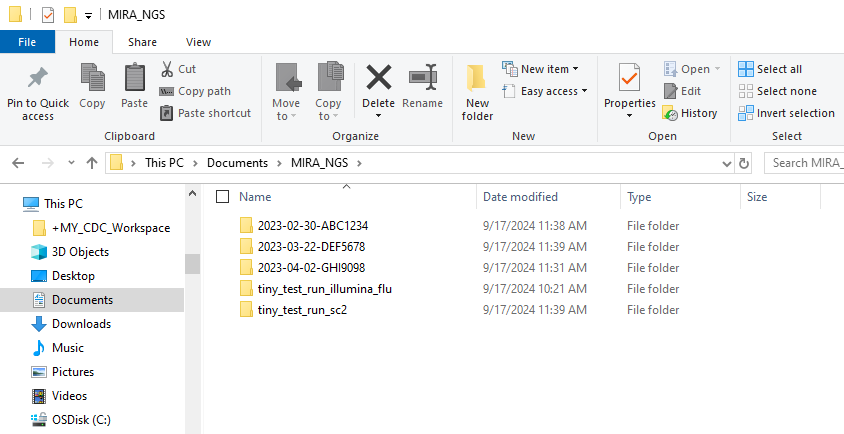 MIRA_NGS
File Home Share View
Pin to Quick access
Copy
Paste
Cut
Copy path
Paste shortcut
Clipboard
Move to
Copy to
Delete
Rename
Organize
New folder
New item
Easy access
New
Properties
Open
Edit
History
Open
Select all
Select none
Invert selection
Select
This PC > Documents > MIRA_NGS >
Search MIRA_
This PC
+MY_CDC_Workspace
3D Objects
Desktop
Documents
Downloads
Music
Pictures
Videos
OSDisk (C:)
Name Date modified Type Size
2023-02-30-ABC1234 9/17/2024 11:38 AM File folder
2023-03-22-DEF5678 9/17/2024 11:39 AM File folder
2023-04-02-GHI9098 9/17/2024 11:31 AM File folder
tiny_test_run_illumina_flu 9/17/2024 10:21 AM File folder
tiny_test_run_sc2 9/17/2024 11:39 AM File folder